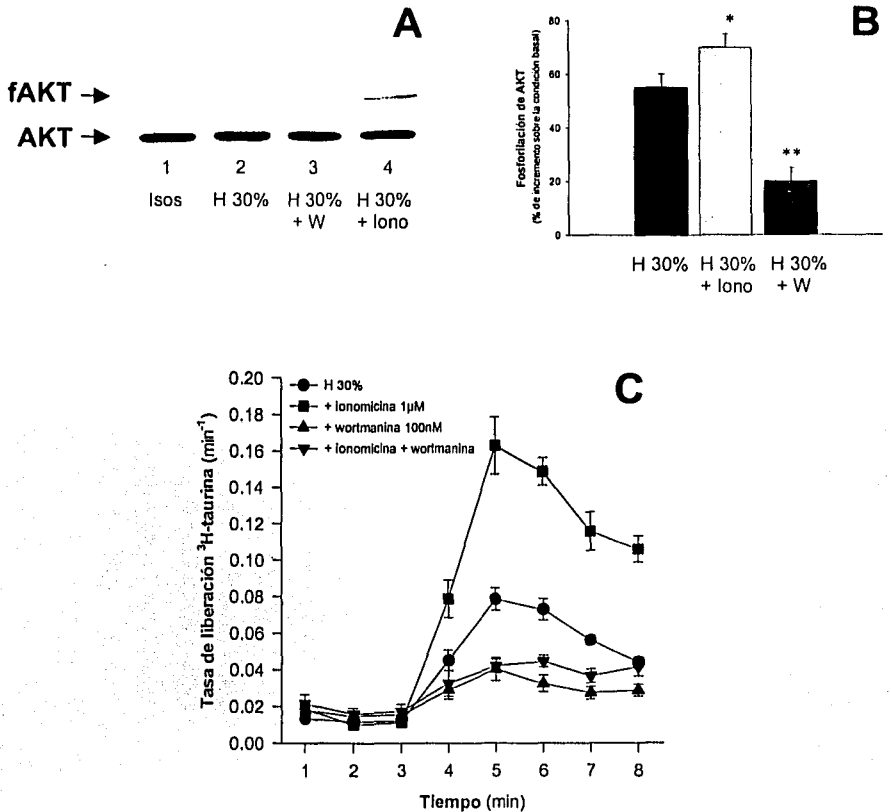 A
fAKT
AKT
1 2 3 4
Isos H 30% H 30% H 30%
+ W + Iono
B
Fosforilación de AKT
(% de incremento sobre la condición basal)
80
60
40
20
0
*
**
H 30% H 30% H 30%
+ Iono + W
C
Tasa de liberación ³H-taurina (min⁻¹)
0.20
0.18
0.16
0.14
0.12
0.10
0.08
0.06
0.04
0.02
0.00
H 30%
+ Ionomicina 1µM
+ wortmanina 100nM
+ ionomicina + wortmanina
1 2 3 4 5 6 7 8
Tiempo (min)